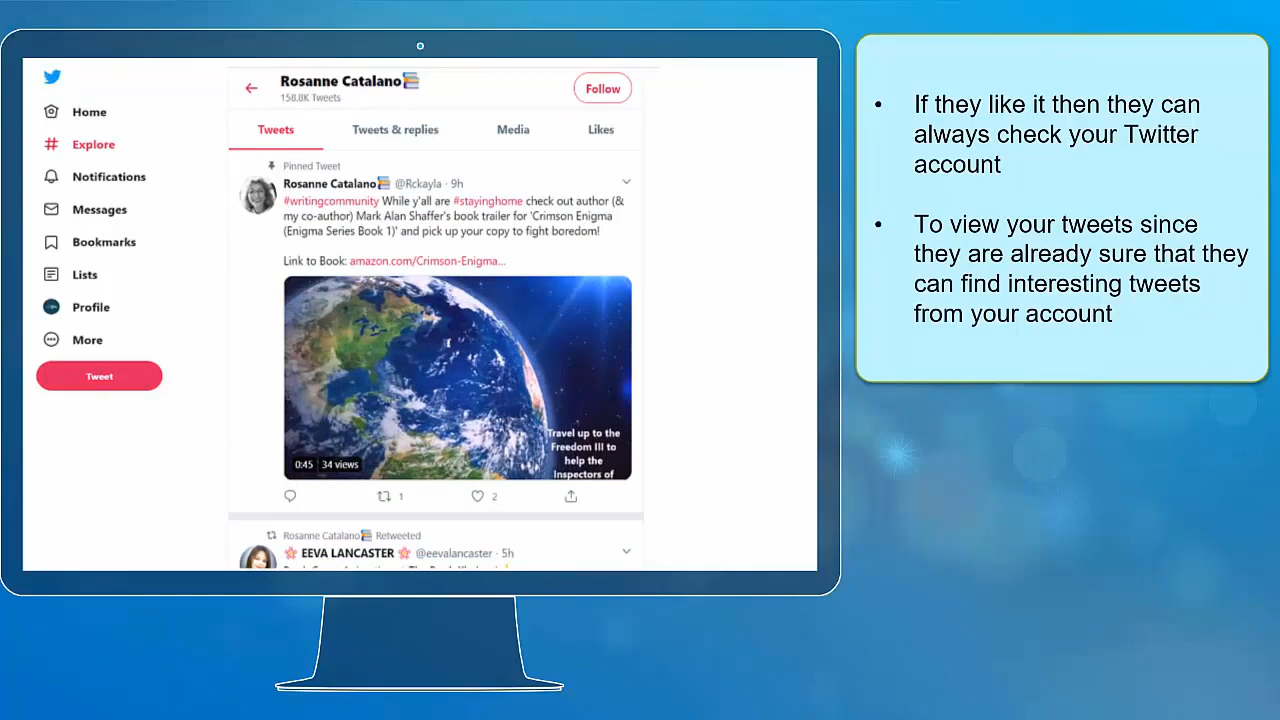 Rosanne Catalano
158.8K Tweets
Follow
Home
Explore
Notifications
Messages
Bookmarks
Lists
Profile
More
Tweet
Tweets
Tweets & replies
Media
Likes
Pinned Tweet
Rosanne Catalano @Rckayla · 9h
#writingcommunity While y'all are #stayinghome check out author (&
my co-author) Mark Alan Shaffer's book trailer for 'Crimson Enigma
(Enigma Series Book 1)' and pick up your copy to fight boredom!
Link to Book: amazon.com/Crimson-Enigma...
Travel up to the
Freedom III to
help the
Inspectors of
0:45 34 views
1
2
Rosanne Catalano Retweeted
EEVA LANCASTER @eevalancaster · 5h
• If they like it then they can
always check your Twitter
account
• To view your tweets since
they are already sure that they
can find interesting tweets
from your account